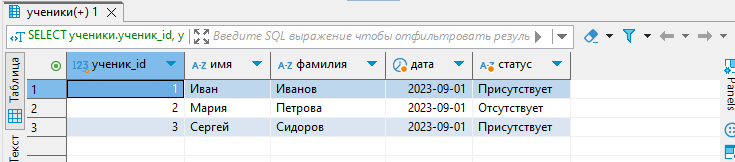 ученики(+) 1
SELECT ученики.ученик_id, у Введите SQL выражение чтобы отфильтровать резуль
123 ученик_id A-Z имя A-Z фамилия дата A-Z статус
1 1 Иван Иванов 2023-09-01 Присутствует
2 2 Мария Петрова 2023-09-01 Отсутствует
3 3 Сергей Сидоров 2023-09-01 Присутствует
Таблица
Текст
Panels